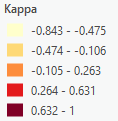 Kappa
-0.843 - -0.475
-0.474 - -0.106
-0.105 - 0.263
0.264 - 0.631
0.632 - 1